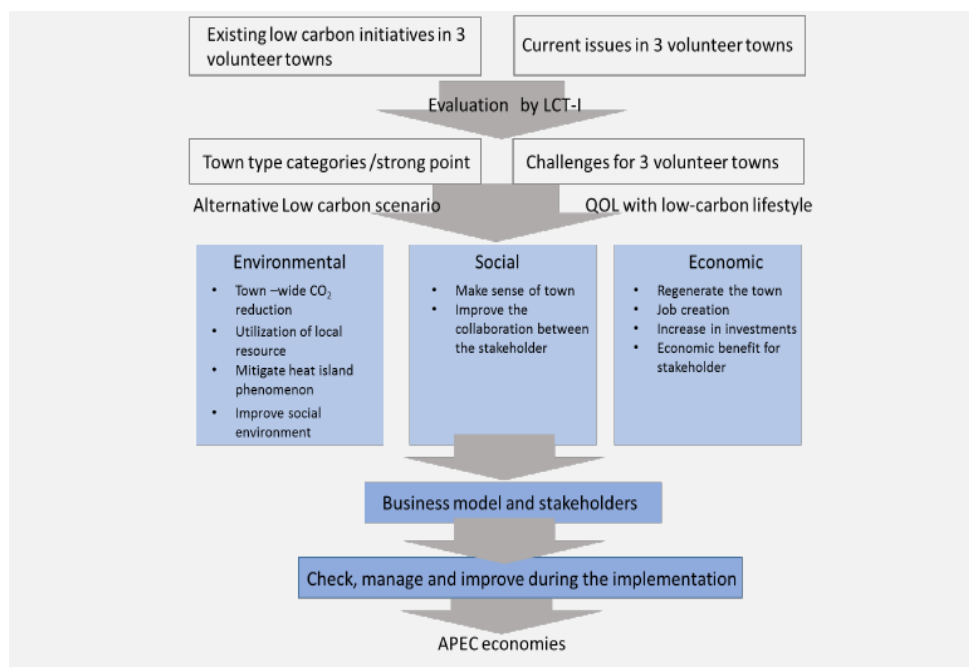 Existing low carbon initiatives in 3
volunteer towns
Current issues in 3 volunteer towns
Evaluation by LCT-I
Town type categories /strong point
Challenges for 3 volunteer towns
Alternative Low carbon scenario
QOL with low-carbon lifestyle
Environmental
• Town –wide CO₂
reduction
• Utilization of local
resource
• Mitigate heat island
phenomenon
• Improve social
environment
Social
• Make sense of town
• Improve the
collaboration between
the stakeholder
Economic
• Regenerate the town
• Job creation
• Increase in investments
• Economic benefit for
stakeholder
Business model and stakeholders
Check, manage and improve during the implementation
APEC economies